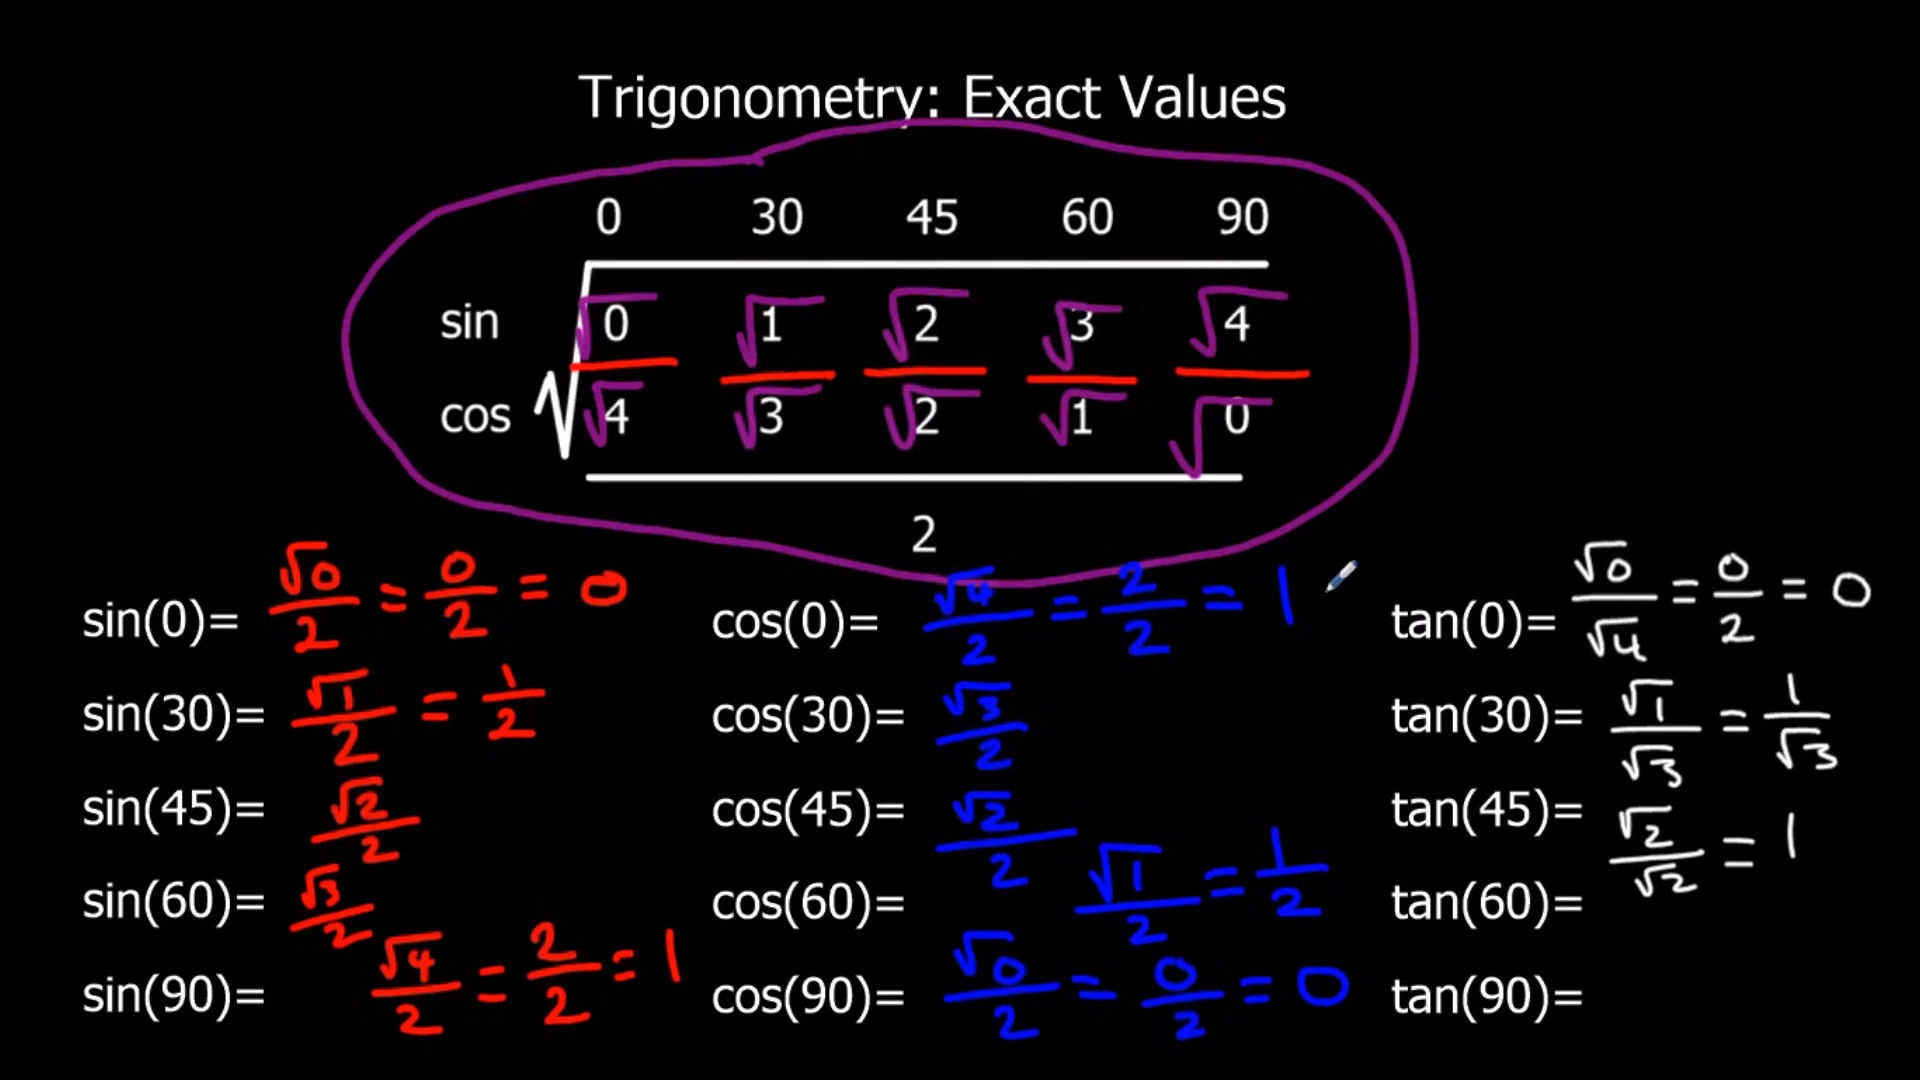 Trigonometry: Exact Values
0 30 45 60 90
sin √0 √1 √2 √3 √4
cos √4 √3 √2 √1 √0
2
sin(0)= √0/2 = 0/2 = 0
cos(0)= √4/2 = 2/2 = 1
tan(0)= √0/√4 = 0/2 = 0
sin(30)= √1/2 = 1/2
cos(30)= √3/2
tan(30)= √1/√3 = 1/√3
sin(45)= √2/2
cos(45)= √2/2
tan(45)= √2/√2 = 1
sin(60)= √3/2
cos(60)= √1/2 = 1/2
tan(60)=
sin(90)= √4/2 = 2/2 = 1
cos(90)= √0/2 = 0/2 = 0
tan(90)=